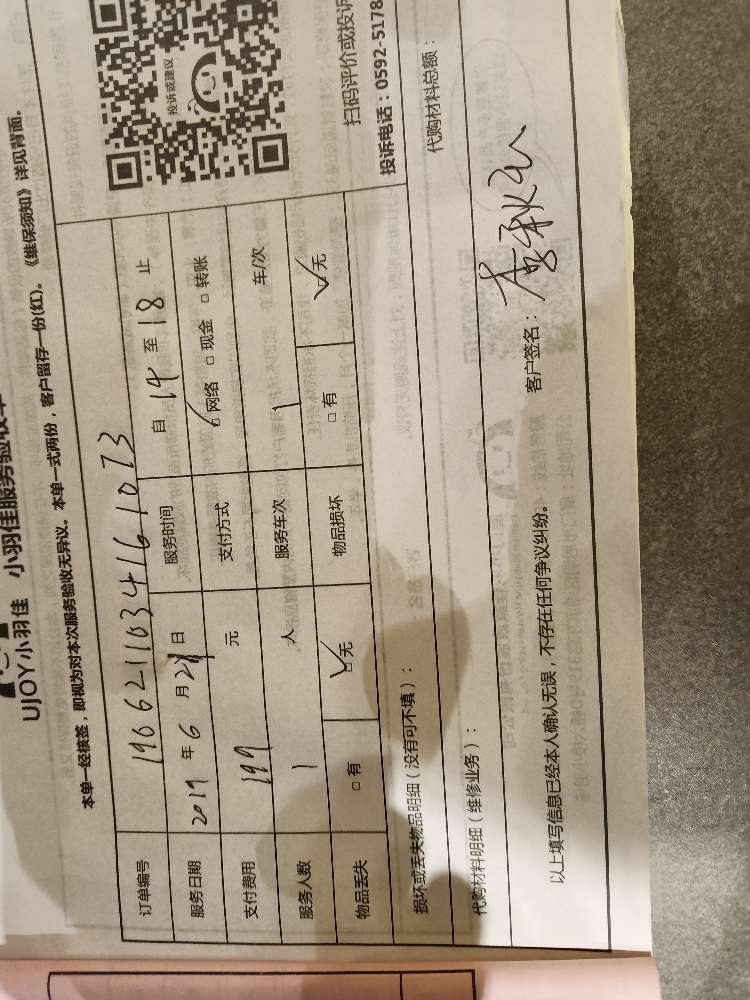 UJOY小羽佳 小羽佳服务验收单
本单一经核签，即视为对本次服务验收无异议。本单一式两份，客户留存一份(红)。《维保须知》详见背面。
订单编号 190621103416 1073
服务日期 2019 年 6 月 21 日 服务时间 自 14 至 18 止
支付费用 199 元 支付方式 ☑网络 □现金 □转账
服务人数 1 人 服务车次 1 车/次
物品丢失 □有 ☑无 物品损坏 □有 ☑无
投诉或建议
扫码评价或投诉
投诉电话：0592-5178
损坏或丢失物品明细（没有可不填）：
代购材料明细（维修业务）： 代购材料总额：
以上填写信息已经本人确认无误，不存在任何争议纠纷。 客户签名：